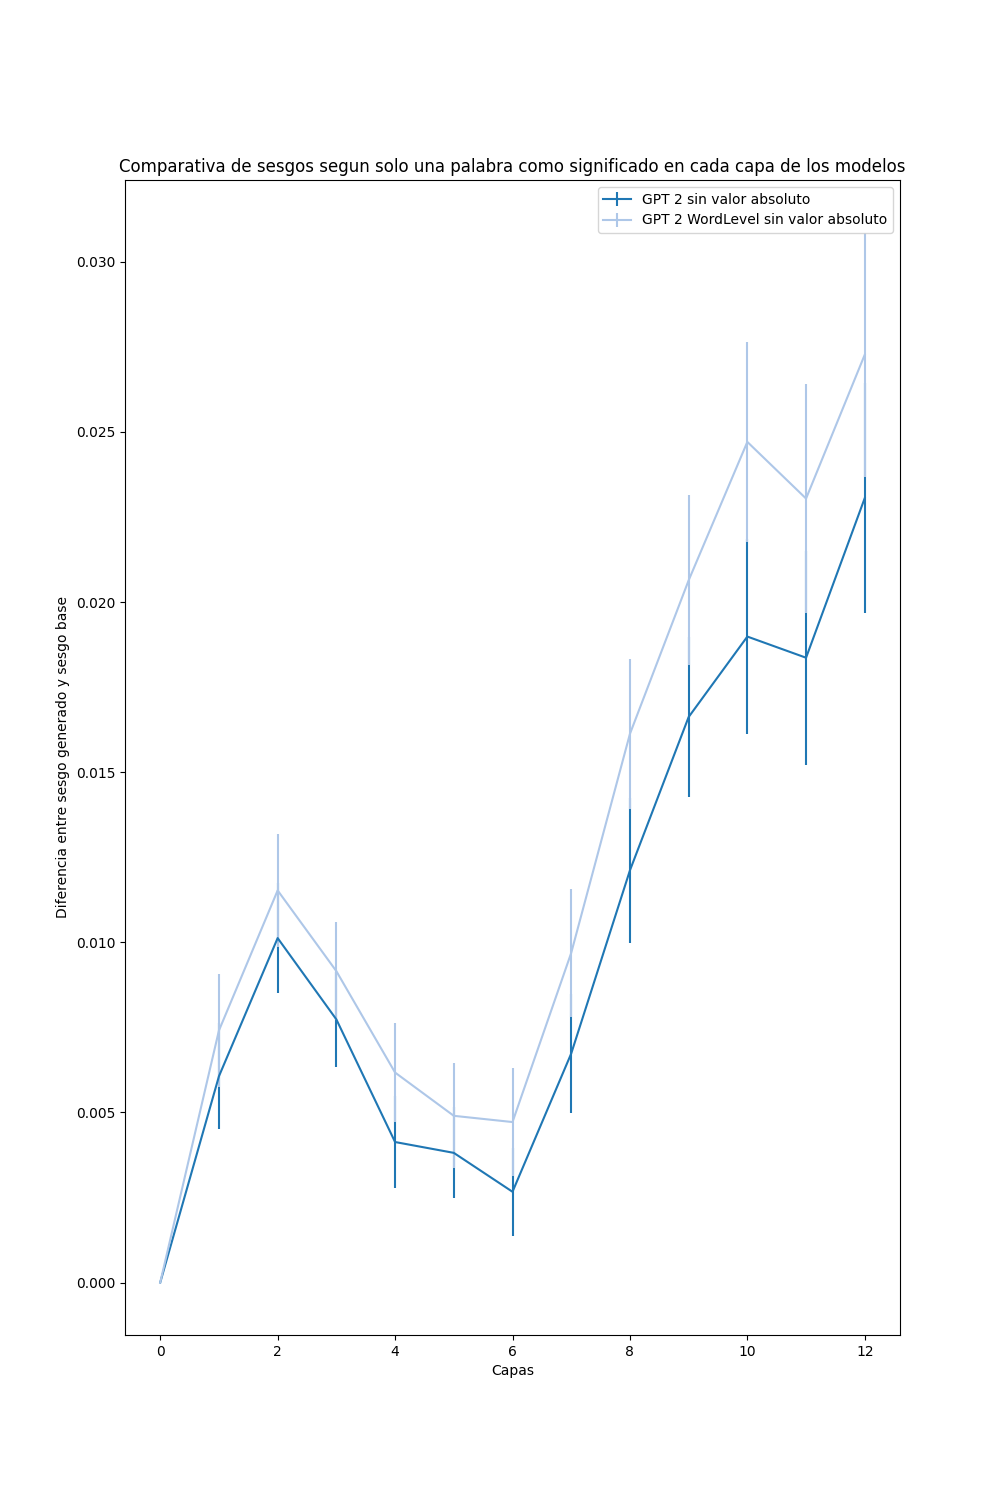 Comparativa de sesgos segun solo una palabra como significado en cada capa de los modelos
GPT 2 sin valor absoluto
GPT 2 WordLevel sin valor absoluto
0.030
0.025
0.020
0.015
0.010
0.005
0.000
Diferencia entre sesgo generado y sesgo base
0 2 4 6 8 10 12
Capas